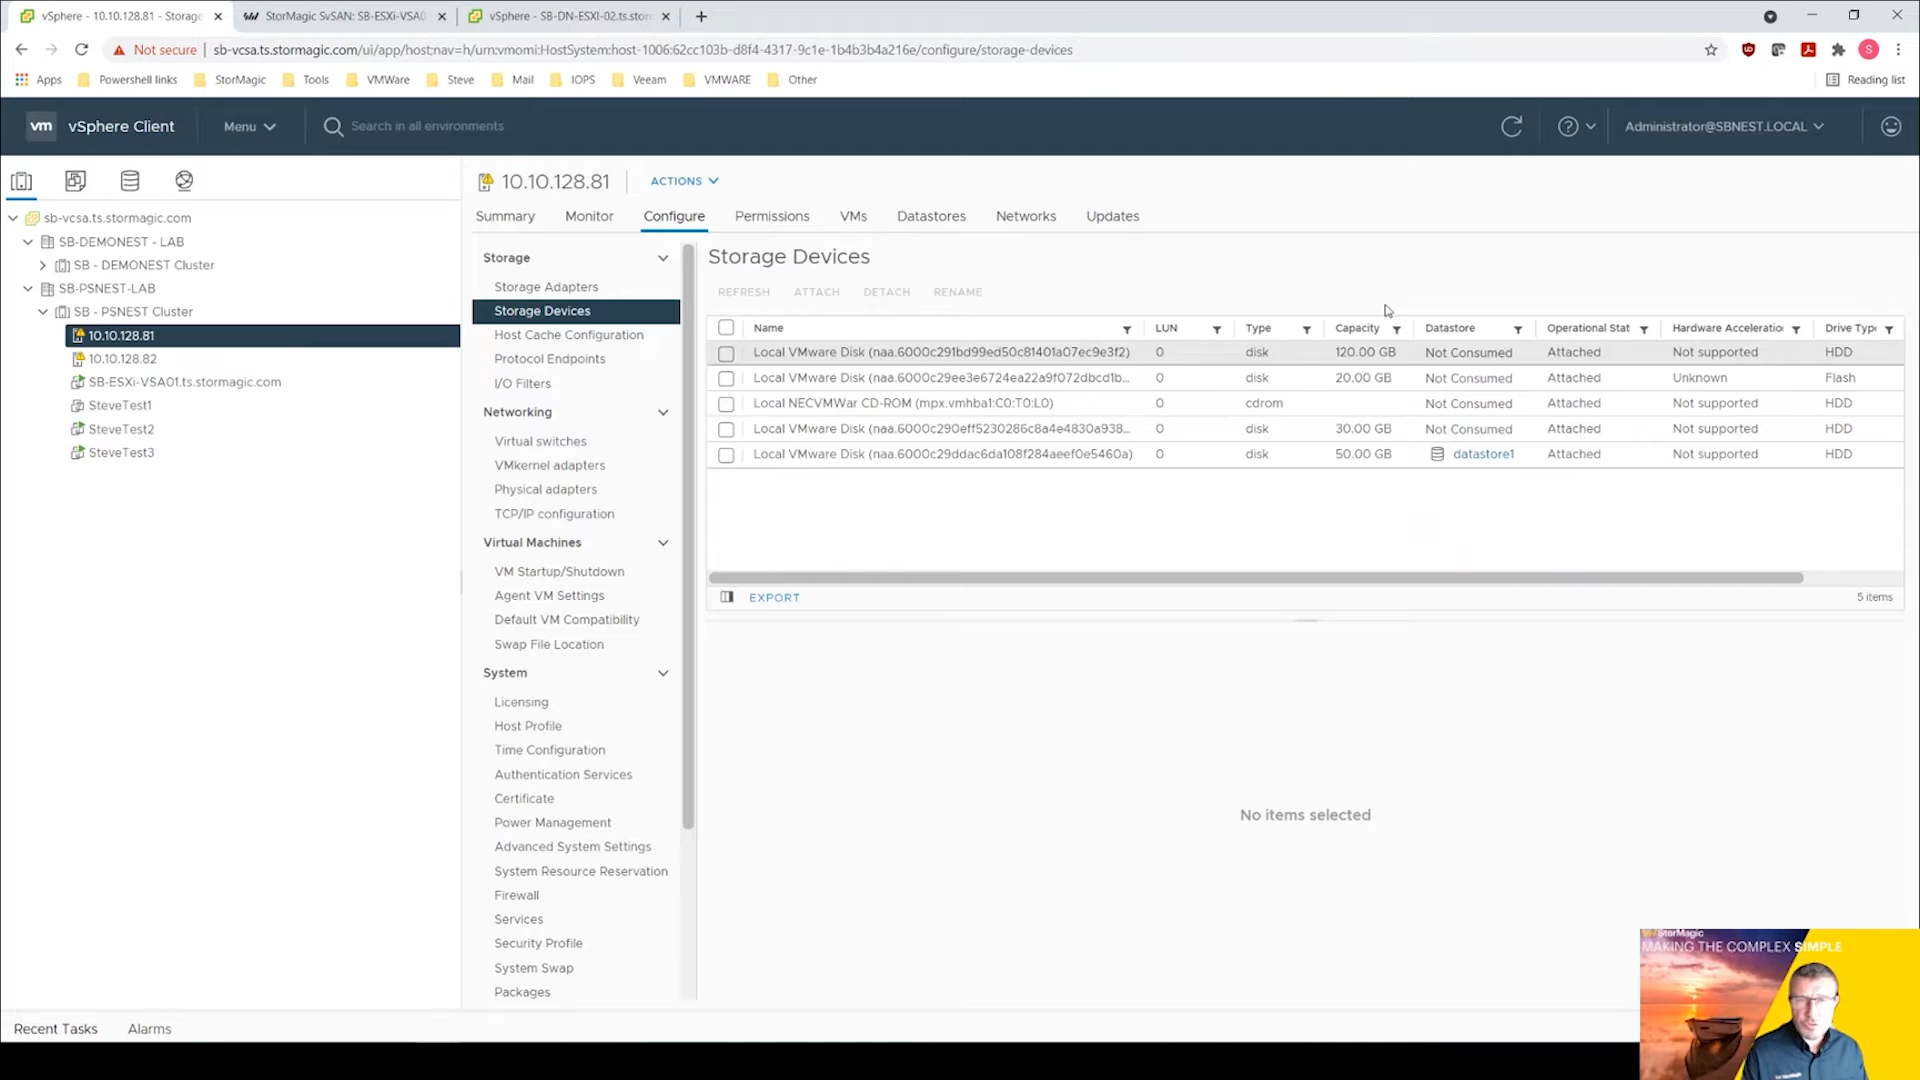 vSphere - 10.10.128.81 - Storage
StorMagic SvSAN: SB-ESXi-VSA0
vSphere - SB-DN-ESXI-02.ts.storm
Not secure
sb-vcsa.ts.stormagic.com/ui/app/host;nav=h/urn:vmomi:HostSystem:host-1006:62cc103b-d8f4-4317-9c1e-1b4b3b4a216e/configure/storage-devices
S
Apps
Powershell links
StorMagic
Tools
VMWare
Steve
Mail
IOPS
Veeam
VMWARE
Other
Reading list
vm
vSphere Client
Menu
Search in all environments
Administrator@SBNEST.LOCAL
sb-vcsa.ts.stormagic.com
SB-DEMONEST - LAB
SB - DEMONEST Cluster
SB-PSNEST-LAB
SB - PSNEST Cluster
10.10.128.81
10.10.128.82
SB-ESXi-VSA01.ts.stormagic.com
SteveTest1
SteveTest2
SteveTest3
10.10.128.81
ACTIONS
Summary Monitor Configure Permissions VMs Datastores Networks Updates
Storage
Storage Adapters
Storage Devices
Host Cache Configuration
Protocol Endpoints
I/O Filters
Networking
Virtual switches
VMkernel adapters
Physical adapters
TCP/IP configuration
Virtual Machines
VM Startup/Shutdown
Agent VM Settings
Default VM Compatibility
Swap File Location
System
Licensing
Host Profile
Time Configuration
Authentication Services
Certificate
Power Management
Advanced System Settings
System Resource Reservation
Firewall
Services
Security Profile
System Swap
Packages
Storage Devices
REFRESH ATTACH DETACH RENAME
Name LUN Type Capacity Datastore Operational Stat Hardware Acceleratio Drive Typ
Local VMware Disk (naa.6000c291bd99ed50c81401a07ec9e3f2) 0 disk 120.00 GB Not Consumed Attached Not supported HDD
Local VMware Disk (naa.6000c29ee3e6724ea22a9f072dbcd1b... 0 disk 20.00 GB Not Consumed Attached Unknown Flash
Local NECVMWar CD-ROM (mpx.vmhba1:C0:T0:L0) 0 cdrom Not Consumed Attached Not supported HDD
Local VMware Disk (naa.6000c290eff5230286c8a4e4830a938... 0 disk 30.00 GB Not Consumed Attached Not supported HDD
Local VMware Disk (naa.6000c29ddac6da108f284aeef0e5460a) 0 disk 50.00 GB datastore1 Attached Not supported HDD
EXPORT
5 items
No items selected
Recent Tasks Alarms
StorMagic
MAKING THE COMPLEX SIMPLE